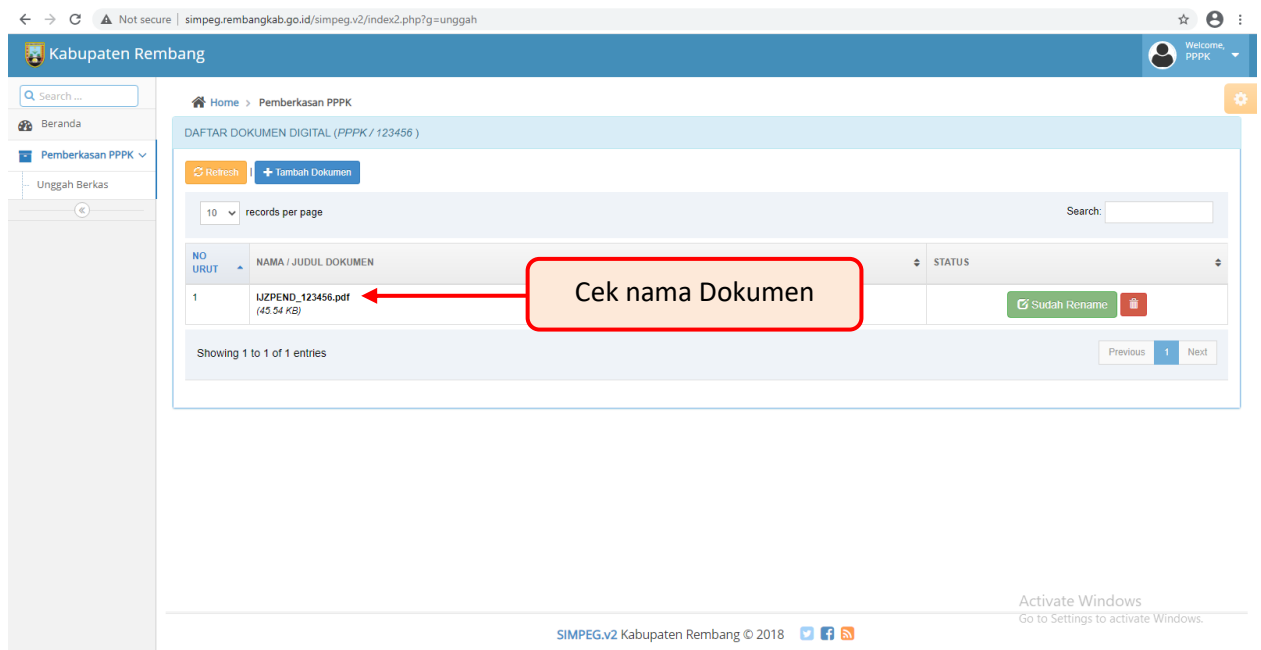 Not secure | simpeg.rembangkab.go.id/simpeg.v2/index2.php?g=unggah
Kabupaten Rembang
Welcome,
PPPK
Search ...
Home > Pemberkasan PPPK
Beranda
DAFTAR DOKUMEN DIGITAL (PPPK / 123456 )
Pemberkasan PPPK
Refresh | Tambah Dokumen
Unggah Berkas
10 records per page
Search:
NO
URUT
NAMA / JUDUL DOKUMEN
STATUS
Cek nama Dokumen
1
IJZPEND_123456.pdf
(45.54 KB)
Sudah Rename
Showing 1 to 1 of 1 entries
Previous 1 Next
Activate Windows
Go to Settings to activate Windows.
SIMPEG.v2 Kabupaten Rembang © 2018